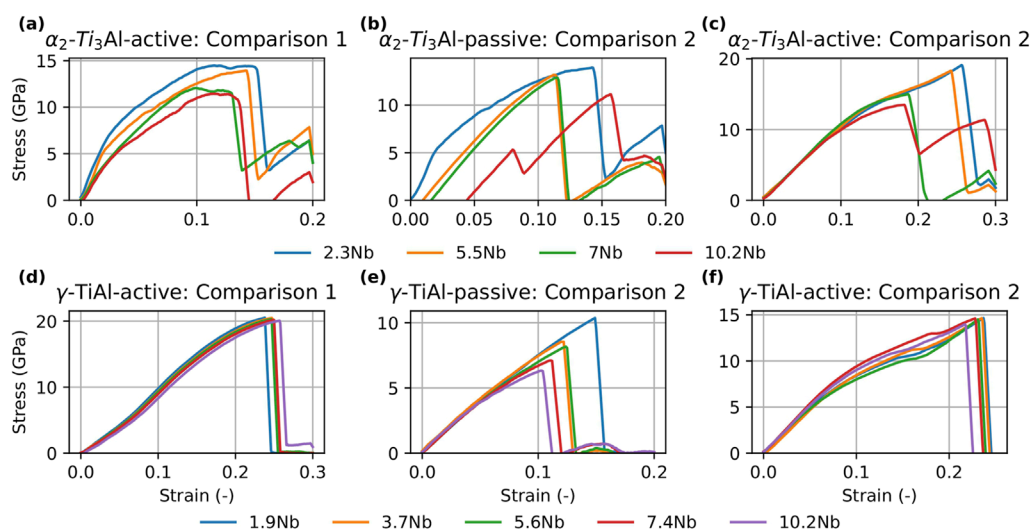 (a) (b) (c)
α₂-Ti₃Al-active: Comparison 1 α₂-Ti₃Al-passive: Comparison 2 α₂-Ti₃Al-active: Comparison 2
Stress (GPa)
15
10
5
0
0.0 0.1 0.2
10
5
0
0.00 0.05 0.10 0.15 0.20
20
10
0
0.0 0.1 0.2 0.3
2.3Nb 5.5Nb 7Nb 10.2Nb
(d) (e) (f)
γ-TiAl-active: Comparison 1 γ-TiAl-passive: Comparison 2 γ-TiAl-active: Comparison 2
Stress (GPa)
20
10
0
0.0 0.1 0.2 0.3
Strain (-)
10
5
0
0.0 0.1 0.2
Strain (-)
15
10
5
0
0.0 0.1 0.2
Strain (-)
1.9Nb 3.7Nb 5.6Nb 7.4Nb 10.2Nb